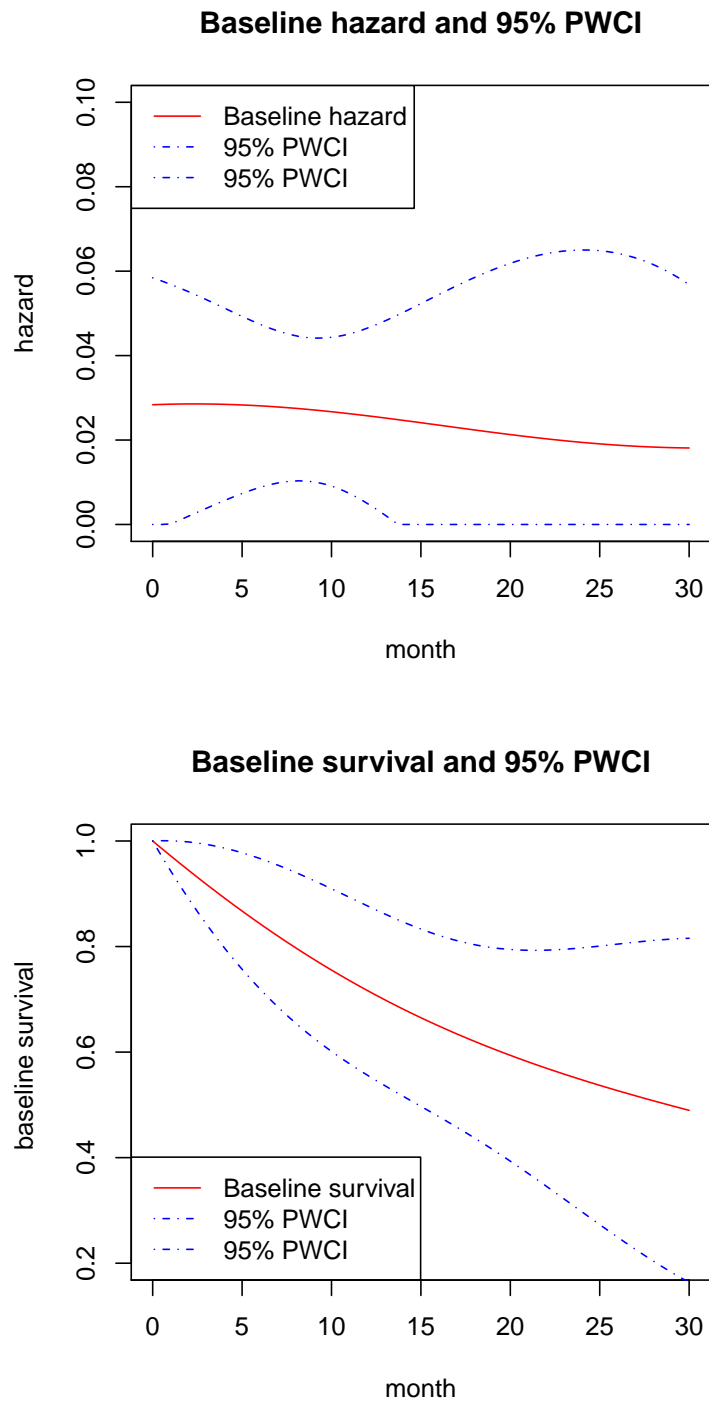 Baseline hazard and 95% PWCI
0.10
0.08
0.06
0.04
0.02
0.00
hazard
Baseline hazard
95% PWCI
95% PWCI
0 5 10 15 20 25 30
month
Baseline survival and 95% PWCI
1.0
0.8
0.6
0.4
0.2
baseline survival
Baseline survival
95% PWCI
95% PWCI
0 5 10 15 20 25 30
month